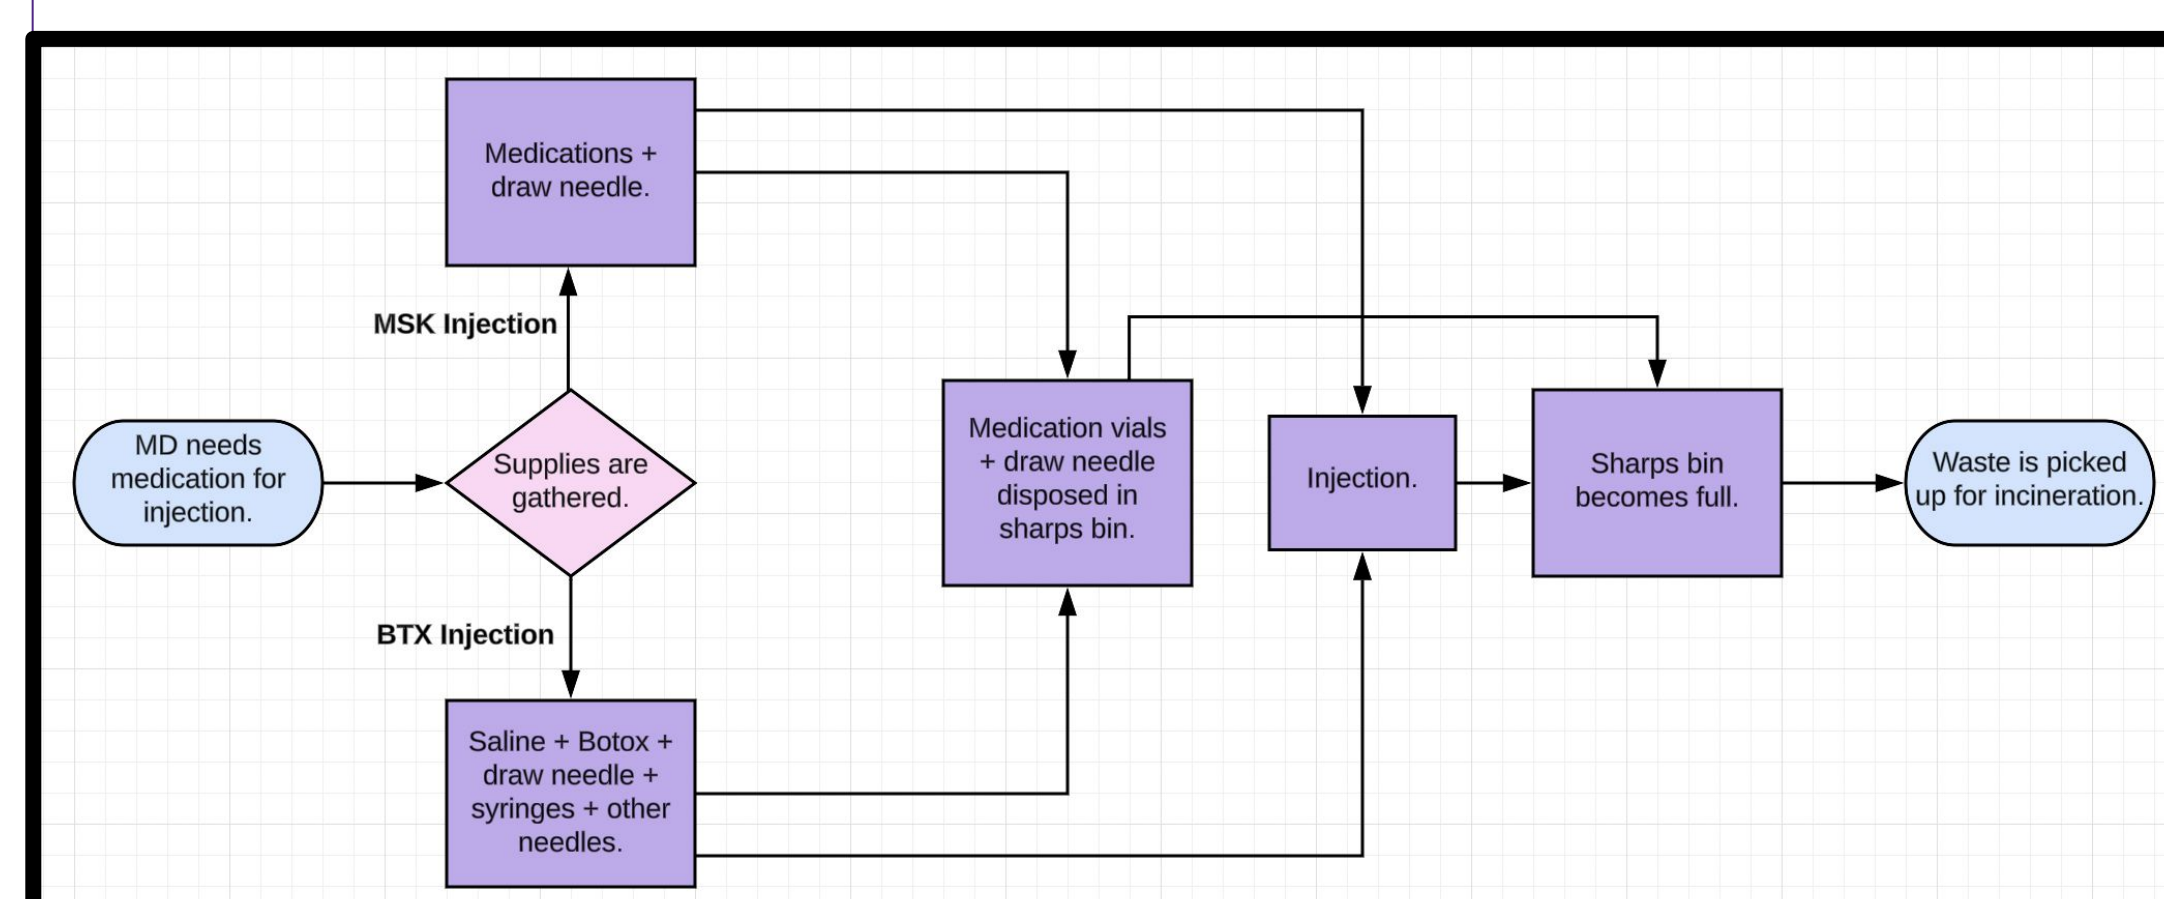 Medications +
draw needle.
MSK Injection
MD needs
medication for
injection.
Supplies are
gathered.
BTX Injection
Saline + Botox +
draw needle +
syringes + other
needles.
Medication vials
+ draw needle
disposed in
sharps bin.
Injection.
Sharps bin
becomes full.
Waste is picked
up for incineration.